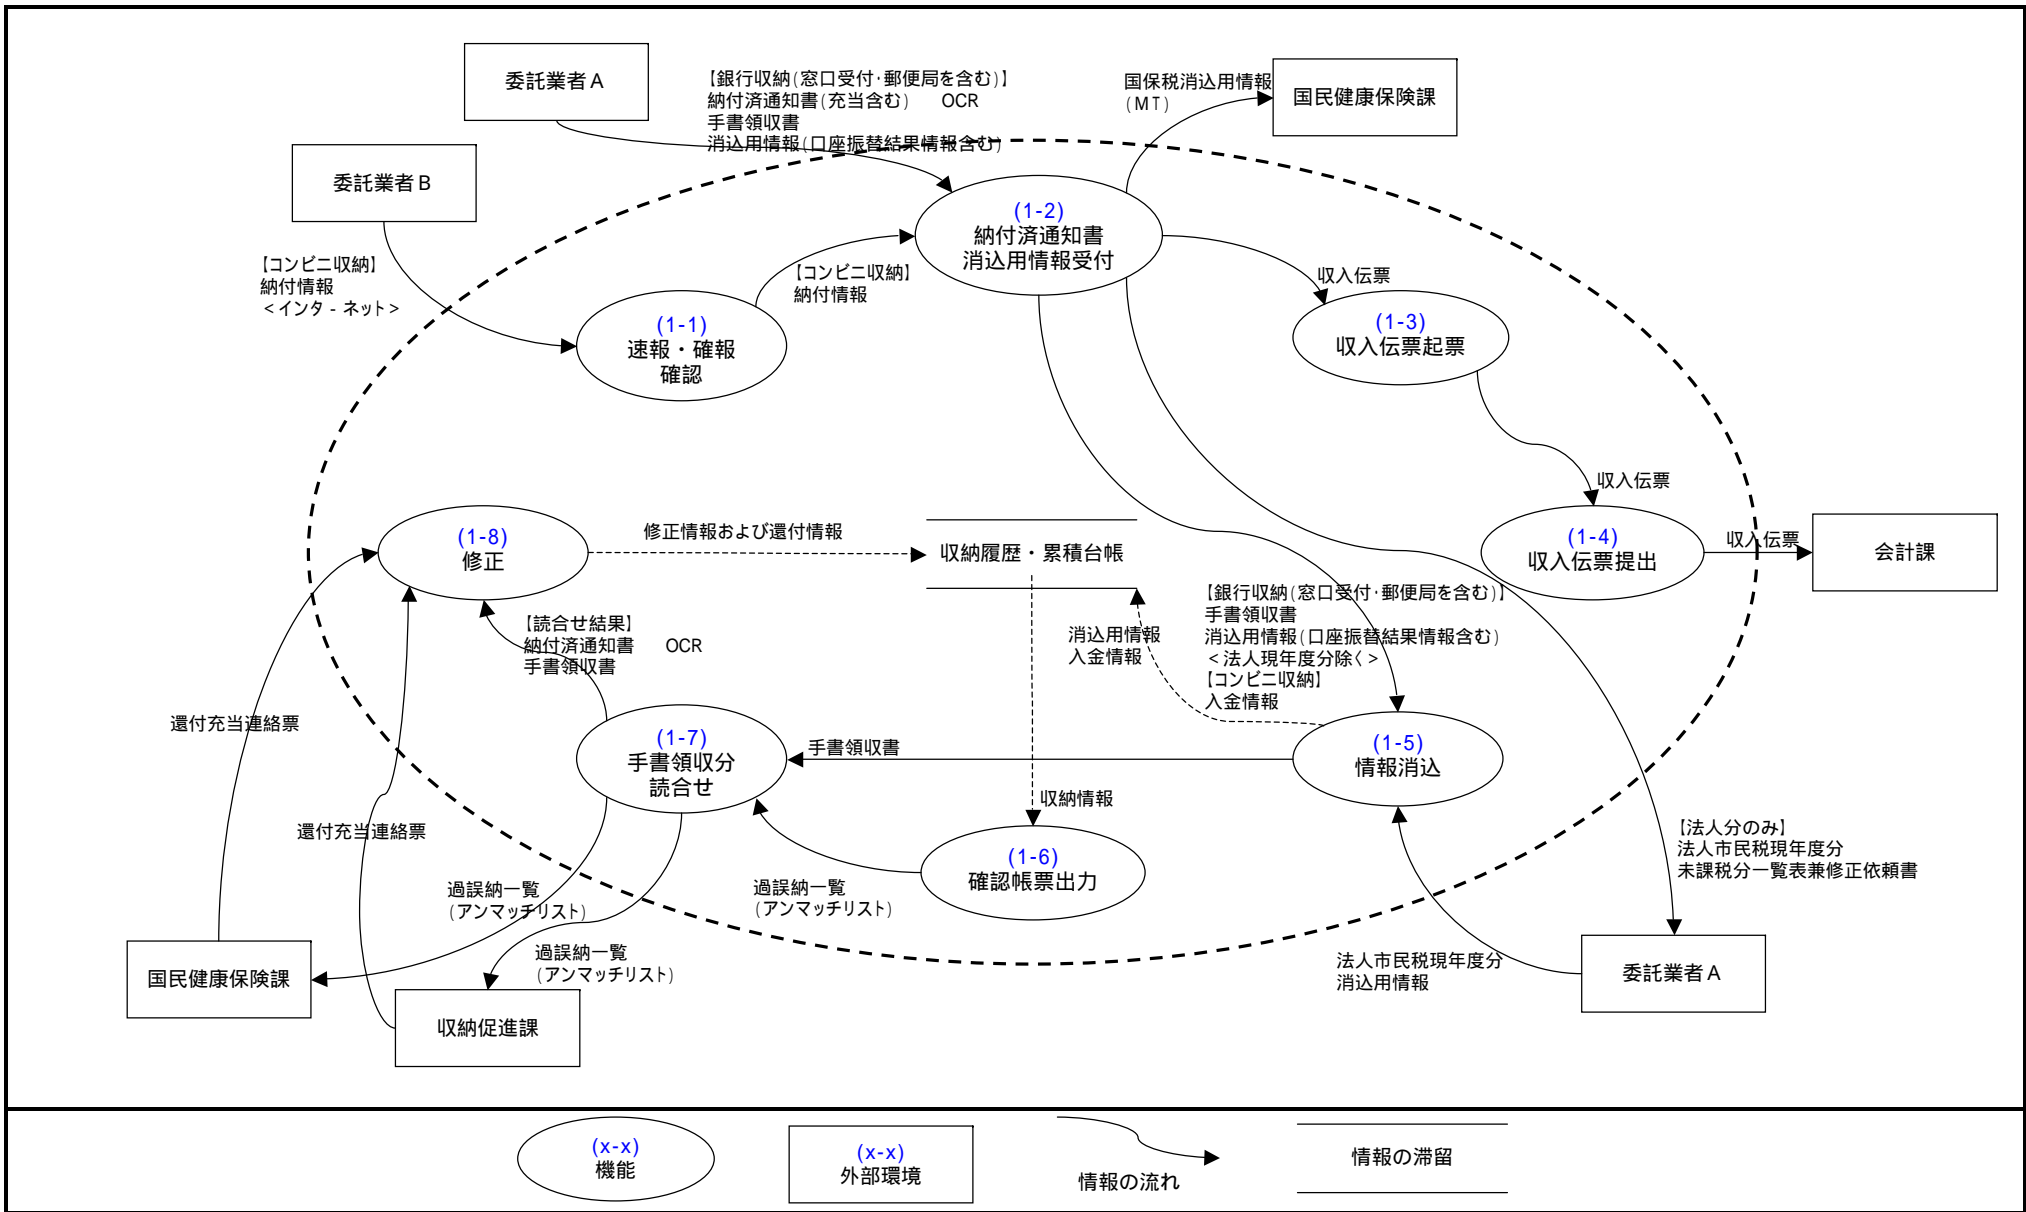 委託業者A
【銀行収納(窓口受付・郵便局を含む)】
納付済通知書(充当含む)　OCR
手書領収書
消込用情報(口座振替結果情報含む)
国保税消込用情報
(MT)
国民健康保険課
委託業者B
【コンビニ収納】
納付情報
<インタ-ネット>
(1-2)
納付済通知書
消込用情報受付
【コンビニ収納】
納付情報
(1-1)
速報・確報
確認
収入伝票
(1-3)
収入伝票起票
収入伝票
(1-4)
収入伝票提出
収入伝票
会計課
(1-8)
修正
修正情報および還付情報
収納履歴・累積台帳
【読合せ結果】
納付済通知書　OCR
手書領収書
消込用情報
入金情報
【銀行収納(窓口受付・郵便局を含む)】
手書領収書
消込用情報(口座振替結果情報含む)
<法人現年度分除く>
【コンビニ収納】
入金情報
還付充当連絡票
(1-7)
手書領収分
読合せ
手書領収書
(1-5)
情報消込
収納情報
還付充当連絡票
(1-6)
確認帳票出力
過誤納一覧
(アンマッチリスト)
過誤納一覧
(アンマッチリスト)
過誤納一覧
(アンマッチリスト)
【法人分のみ】
法人市民税現年度分
未課税分一覧表兼修正依頼書
法人市民税現年度分
消込用情報
国民健康保険課
収納促進課
委託業者A
(x-x)
機能
(x-x)
外部環境
情報の流れ
情報の滞留